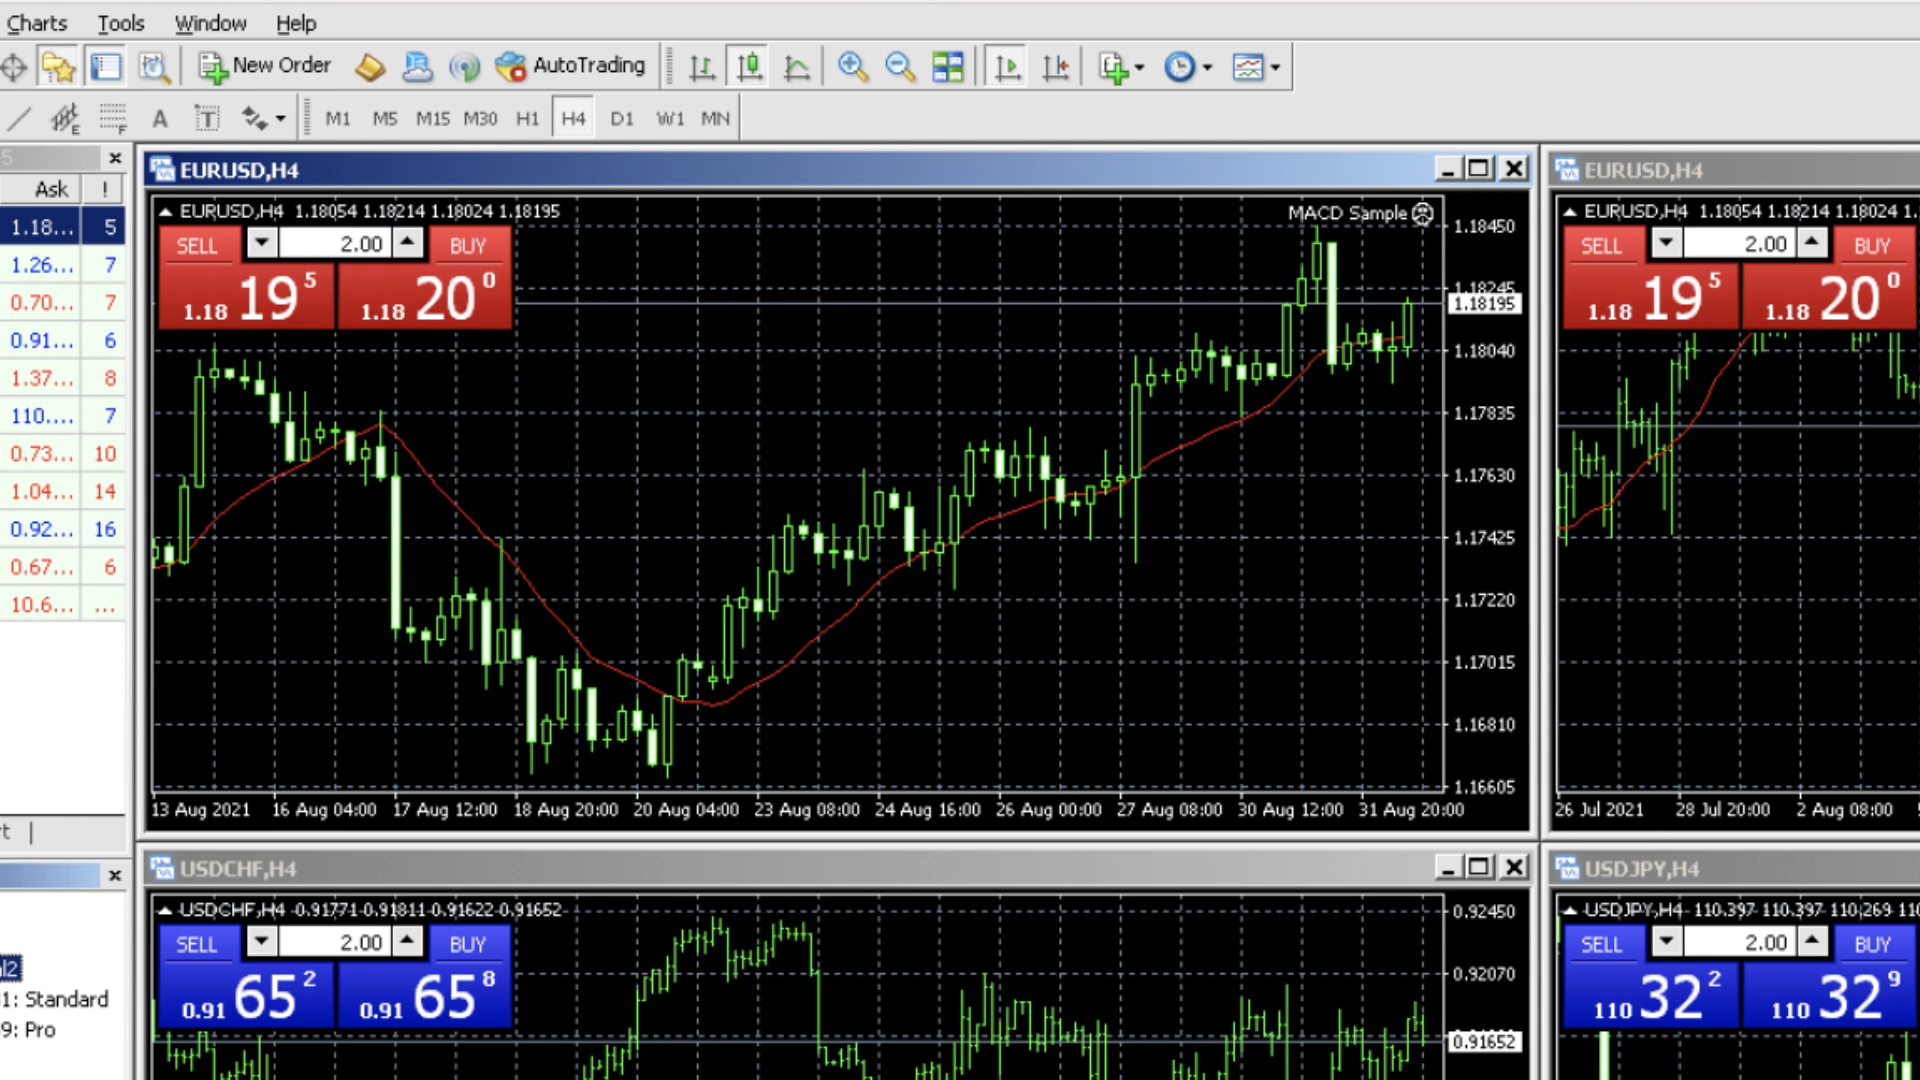 Charts Tools Window Help
New Order AutoTrading
A T M1 M5 M15 M30 H1 H4 D1 W1 MN
5
Ask !
1.18... 5
1.26... 7
0.70... 7
0.91... 6
1.37... 8
110.... 7
0.73... 10
1.04... 14
0.92... 16
0.67... 6
10.6... ...
EURUSD,H4
EURUSD,H4 1.18054 1.18214 1.18024 1.18195
MACD Sample
SELL 2.00 BUY
1.18 19 5 1.18 20 0
1.18450
1.18245
1.18195
1.18040
1.17835
1.17630
1.17425
1.17220
1.17015
1.16810
1.16605
13 Aug 2021 16 Aug 04:00 17 Aug 12:00 18 Aug 20:00 20 Aug 04:00 23 Aug 08:00 24 Aug 16:00 26 Aug 00:00 27 Aug 08:00 30 Aug 12:00 31 Aug 20:00
EURUSD,H4
EURUSD,H4 1.18054 1.18214 1.18024 1.
SELL 2.00 BUY
1.18 19 5 1.18 20 0
26 Jul 2021 28 Jul 20:00 2 Aug 08:00
USDCHF,H4
USDCHF,H4 0.91771 0.91811 0.91622 0.91652
SELL 2.00 BUY
0.91 65 2 0.91 65 8
0.92450
0.92070
0.91652
USDJPY,H4
USDJPY,H4 110.397 110.397 110.269 110
SELL 2.00 BUY
110 32 2 110 32 9
1: Standard
9: Pro